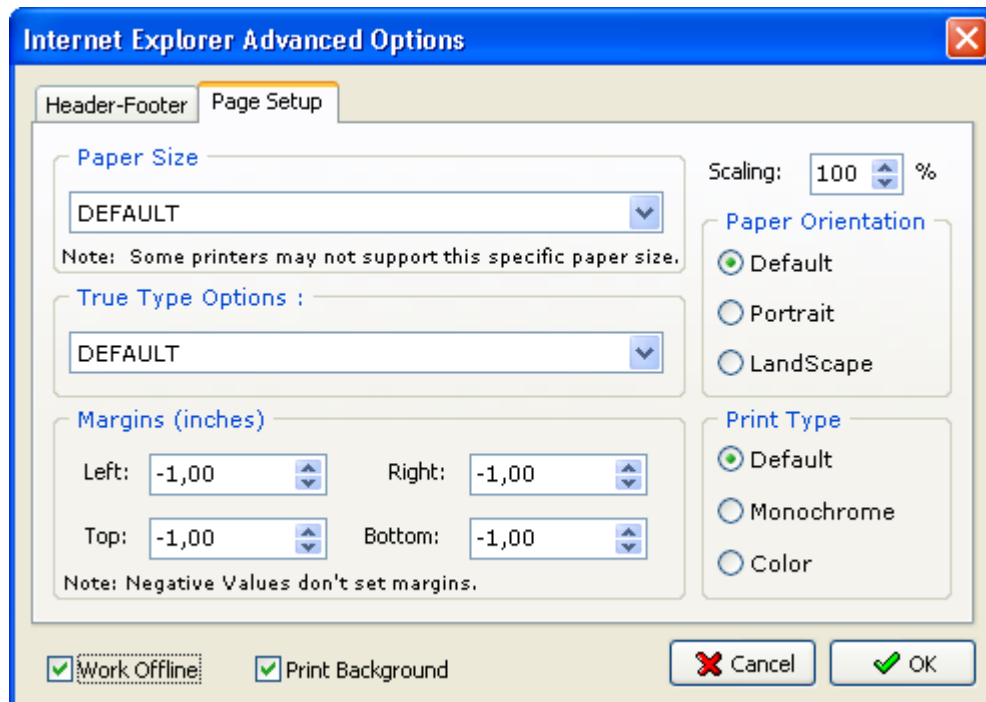 Internet Explorer Advanced Options
Header-Footer Page Setup
Paper Size
DEFAULT
Note: Some printers may not support this specific paper size.
True Type Options :
DEFAULT
Margins (inches)
Left: -1,00 Right: -1,00
Top: -1,00 Bottom: -1,00
Note: Negative Values don't set margins.
Scaling: 100 %
Paper Orientation
Default
Portrait
LandScape
Print Type
Default
Monochrome
Color
Work Offline Print Background Cancel OK